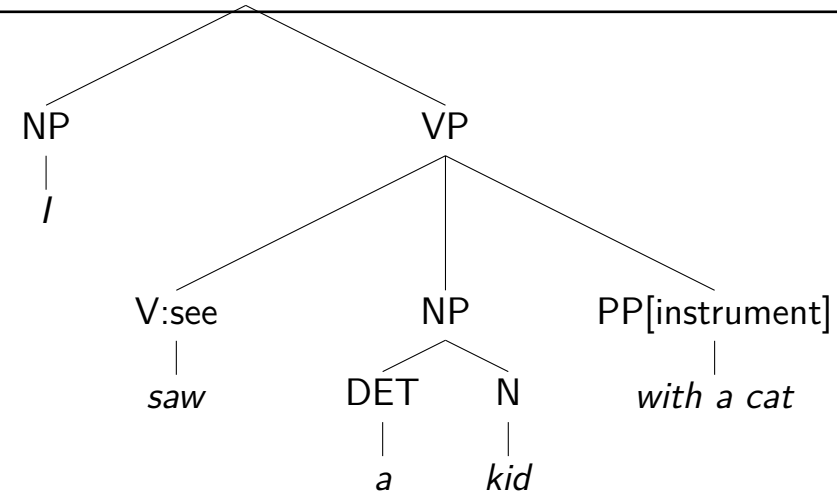 NP VP
I
V:see NP PP[instrument]
saw DET N with a cat
a kid